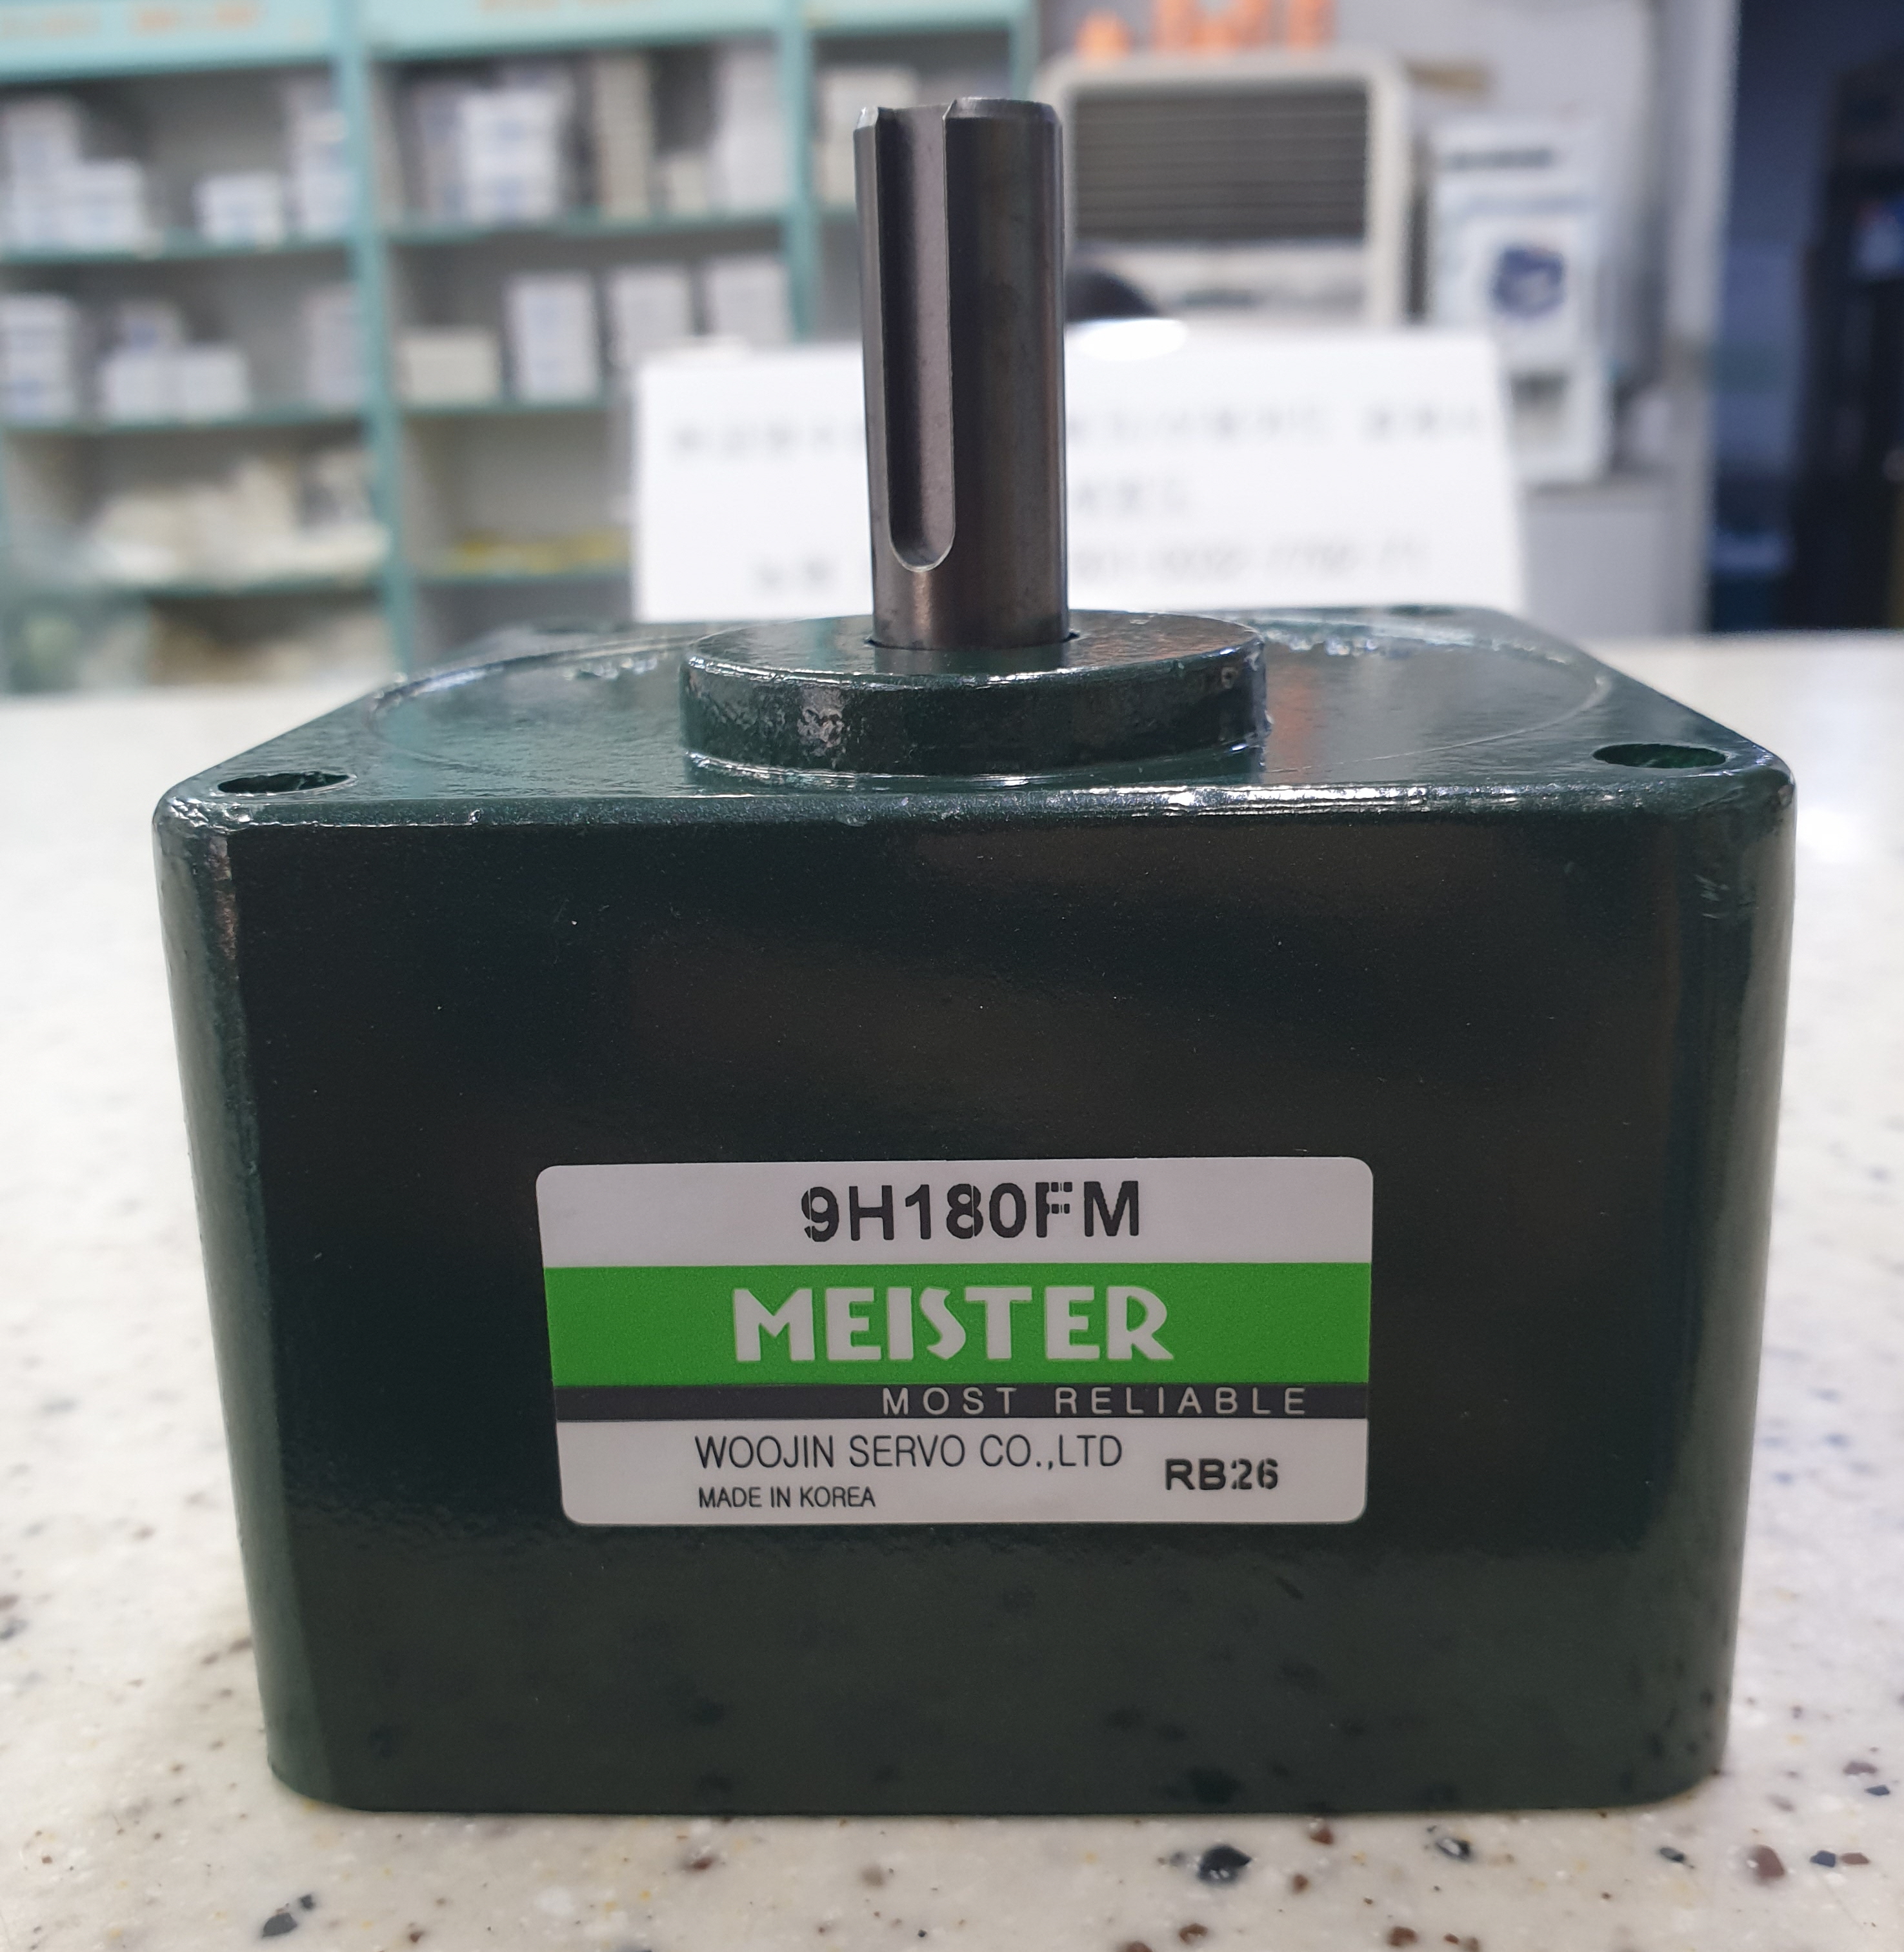 9H180FM
MEISTER
MOST RELIABLE
WOOJIN SERVO CO.,LTD
MADE IN KOREA
RB26